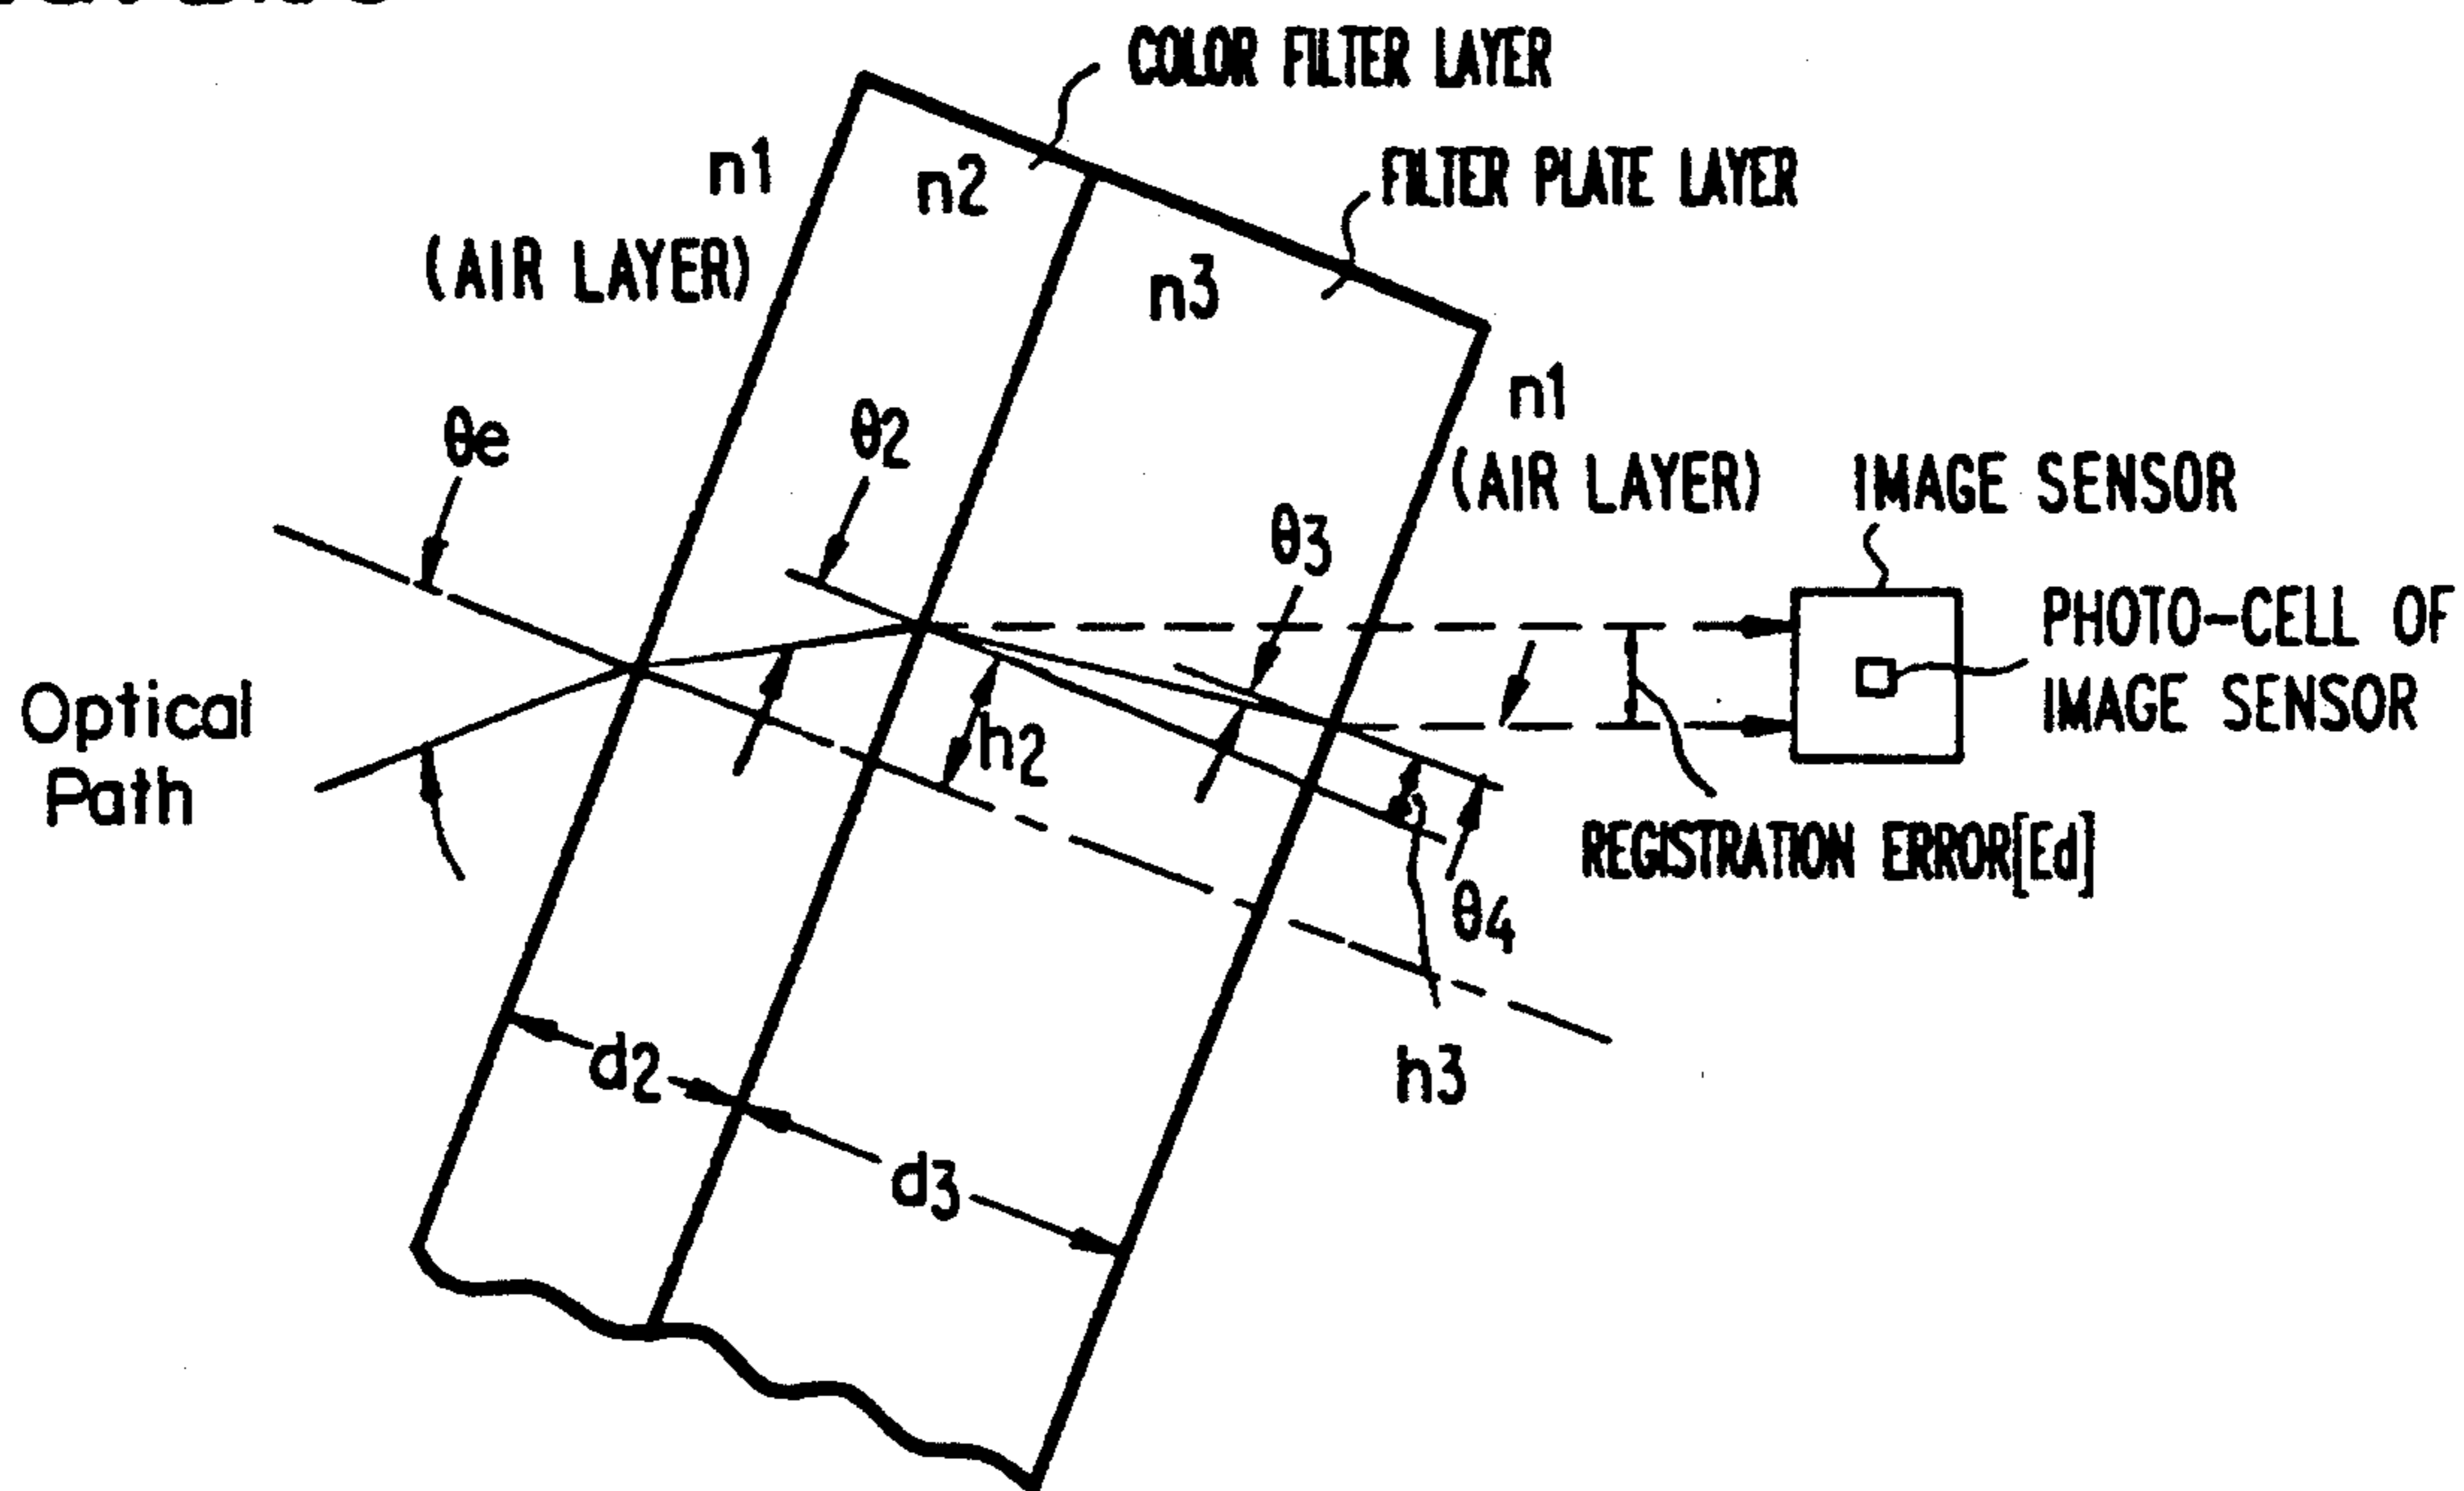 COLOR FILTER LAYER
FILTER PLATE LAYER
n1
(AIR LAYER)
n2
n3
n1
(AIR LAYER)
IMAGE SENSOR
θe
θ2
θ3
PHOTO-CELL OF
IMAGE SENSOR
Optical
Path
h2
REGISTRATION ERROR[Ed]
θ4
h3
d2
d3